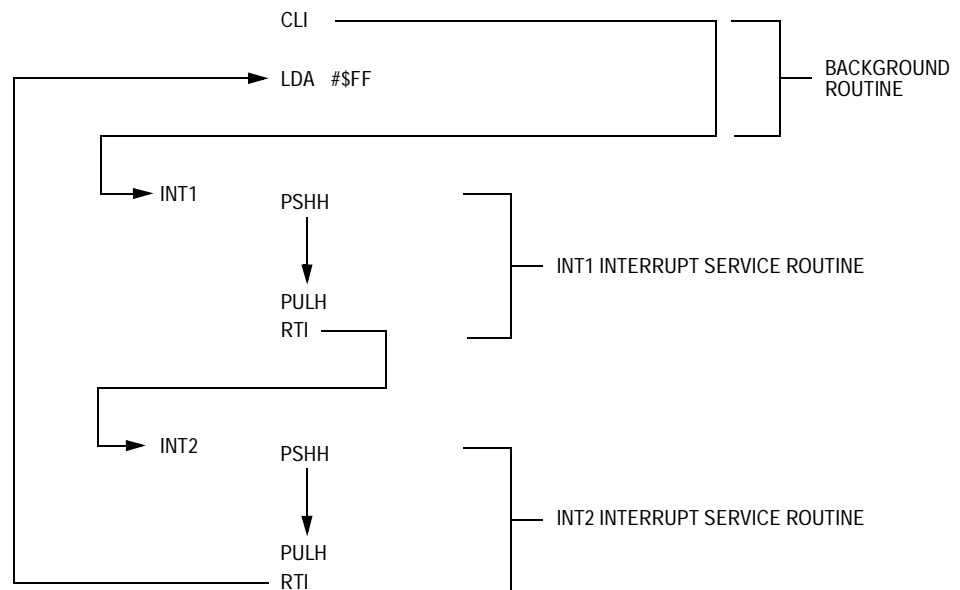 CLI
LDA #$FF
BACKGROUND
ROUTINE
INT1
PSHH
INT1 INTERRUPT SERVICE ROUTINE
PULH
RTI
INT2
PSHH
INT2 INTERRUPT SERVICE ROUTINE
PULH
RTI